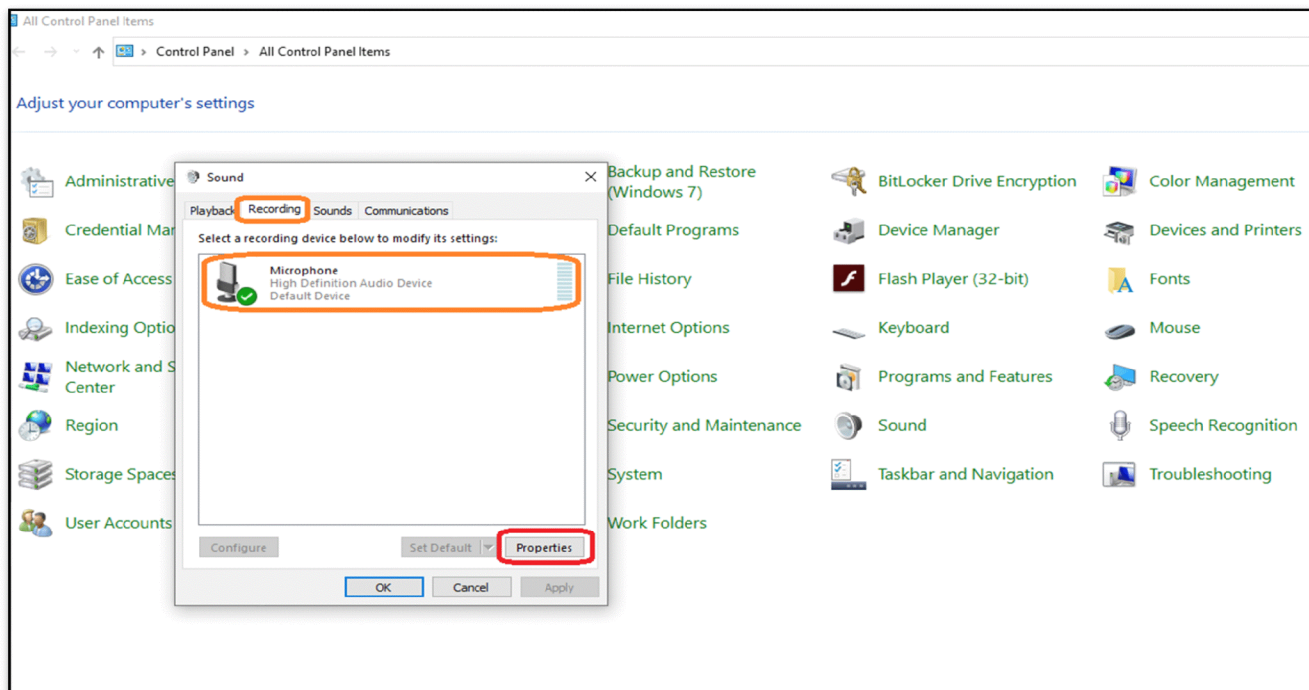 All Control Panel Items
Control Panel > All Control Panel Items
Adjust your computer's settings
Administrative
Backup and Restore
(Windows 7)
BitLocker Drive Encryption
Color Management
Credential
Default Programs
Device Manager
Devices and Printers
Ease of Access
File History
Flash Player (32-bit)
Fonts
Indexing
Internet Options
Keyboard
Mouse
Network and
Center
Power Options
Programs and Features
Recovery
Region
Security and Maintenance
Sound
Speech Recognition
Storage Spaces
System
Taskbar and Navigation
Troubleshooting
User Accounts
Work Folders
Sound
Playback Recording Sounds Communications
Select a recording device below to modify its settings:
Microphone
High Definition Audio Device
Default Device
Configure Set Default Properties
OK Cancel Apply